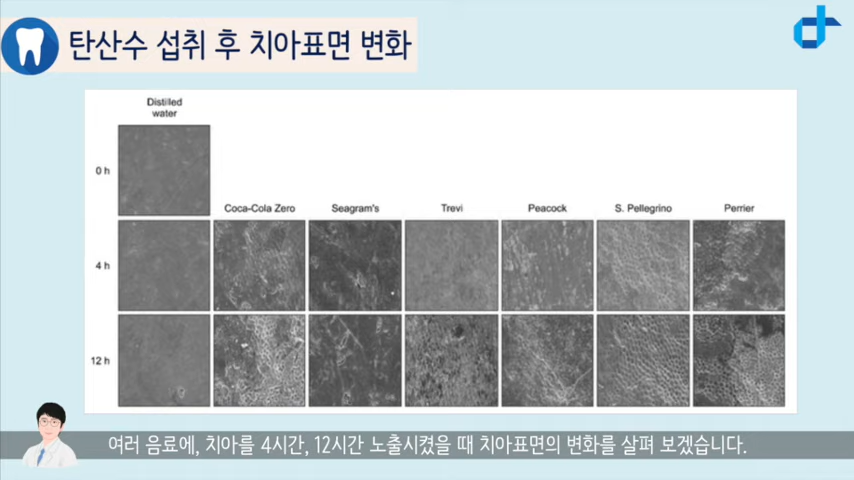 탄산수 섭취 후 치아표면 변화
Distilled
water
0 h
Coca-Cola Zero Seagram's Trevi Peacock S. Pellegrino Perrier
4 h
12 h
여러 음료에, 치아를 4시간, 12시간 노출시켰을 때 치아표면의 변화를 살펴 보겠습니다.